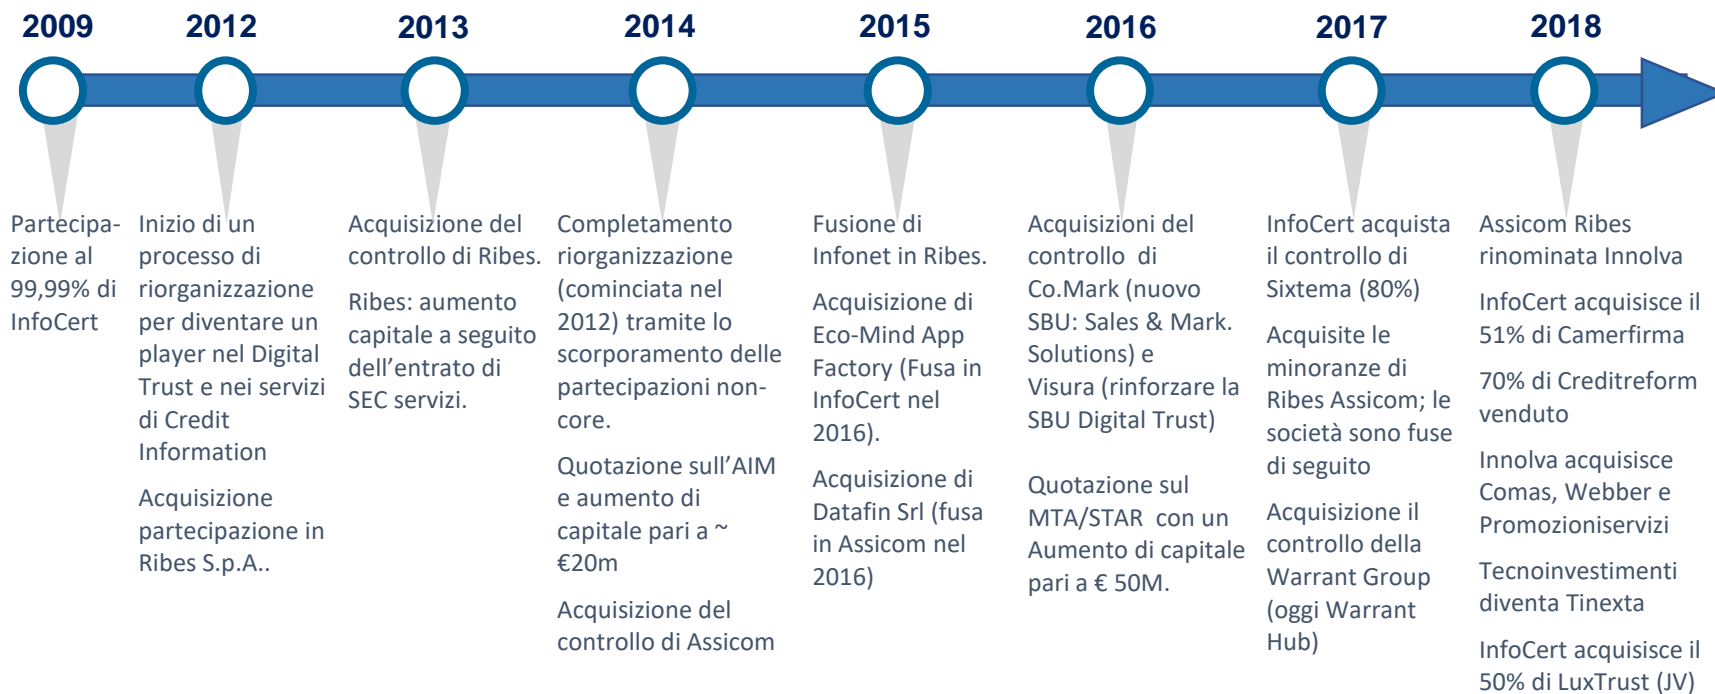 2009
2012
2013
2014
2015
2016
2017
2018
Partecipa-
zione al
99,99% di
InfoCert
Inizio di un
processo di
riorganizzazione
per diventare un
player nel Digital
Trust e nei servizi
di Credit
Information
Acquisizione
partecipazione in
Ribes S.p.A..
Acquisizione del
controllo di Ribes.
Ribes: aumento
capitale a seguito
dell’entrato di
SEC servizi.
Completamento
riorganizzazione
(cominciata nel
2012) tramite lo
scorporamento delle
partecipazioni non-
core.
Quotazione sull’AIM
e aumento di
capitale pari a ~
€20m
Acquisizione del
controllo di Assicom
Fusione di
Infonet in Ribes.
Acquisizione di
Eco-Mind App
Factory (Fusa in
InfoCert nel
2016).
Acquisizione di
Datafin Srl (fusa
in Assicom nel
2016)
Acquisizioni del
controllo di
Co.Mark (nuovo
SBU: Sales & Mark.
Solutions) e
Visura (rinforzare la
SBU Digital Trust)
Quotazione sul
MTA/STAR con un
Aumento di capitale
pari a € 50M.
InfoCert acquista
il controllo di
Sixtema (80%)
Acquisite le
minoranze di
Ribes Assicom; le
società sono fuse
di seguito
Acquisizione il
controllo della
Warrant Group
(oggi Warrant
Hub)
Assicom Ribes
rinominata Innolva
InfoCert acquisisce il
51% di Camerfirma
70% di Creditreform
venduto
Innolva acquisisce
Comas, Webber e
Promozioniservizi
Tecnoinvestimenti
diventa Tinexta
InfoCert acquisisce il
50% di LuxTrust (JV)